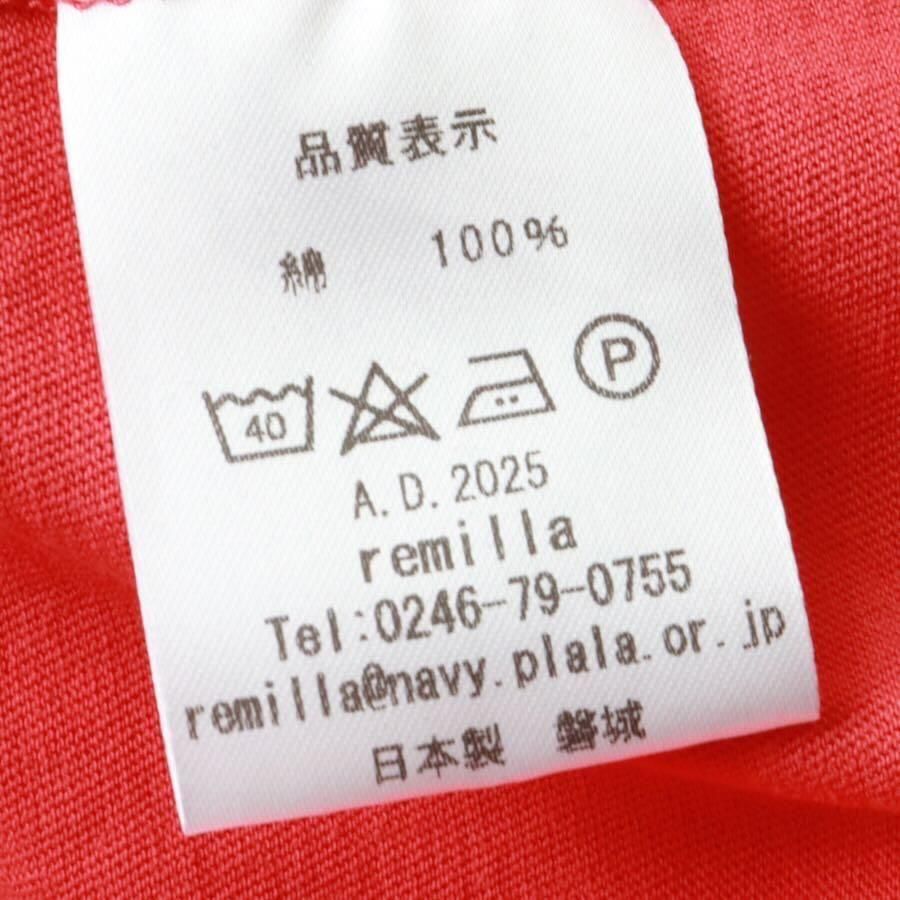 品質表示
綿 100%
40 P
A.D.2025
remilla
Tel:0246-79-0755
remilla@navy.plala.or.jp
日本製 磐城